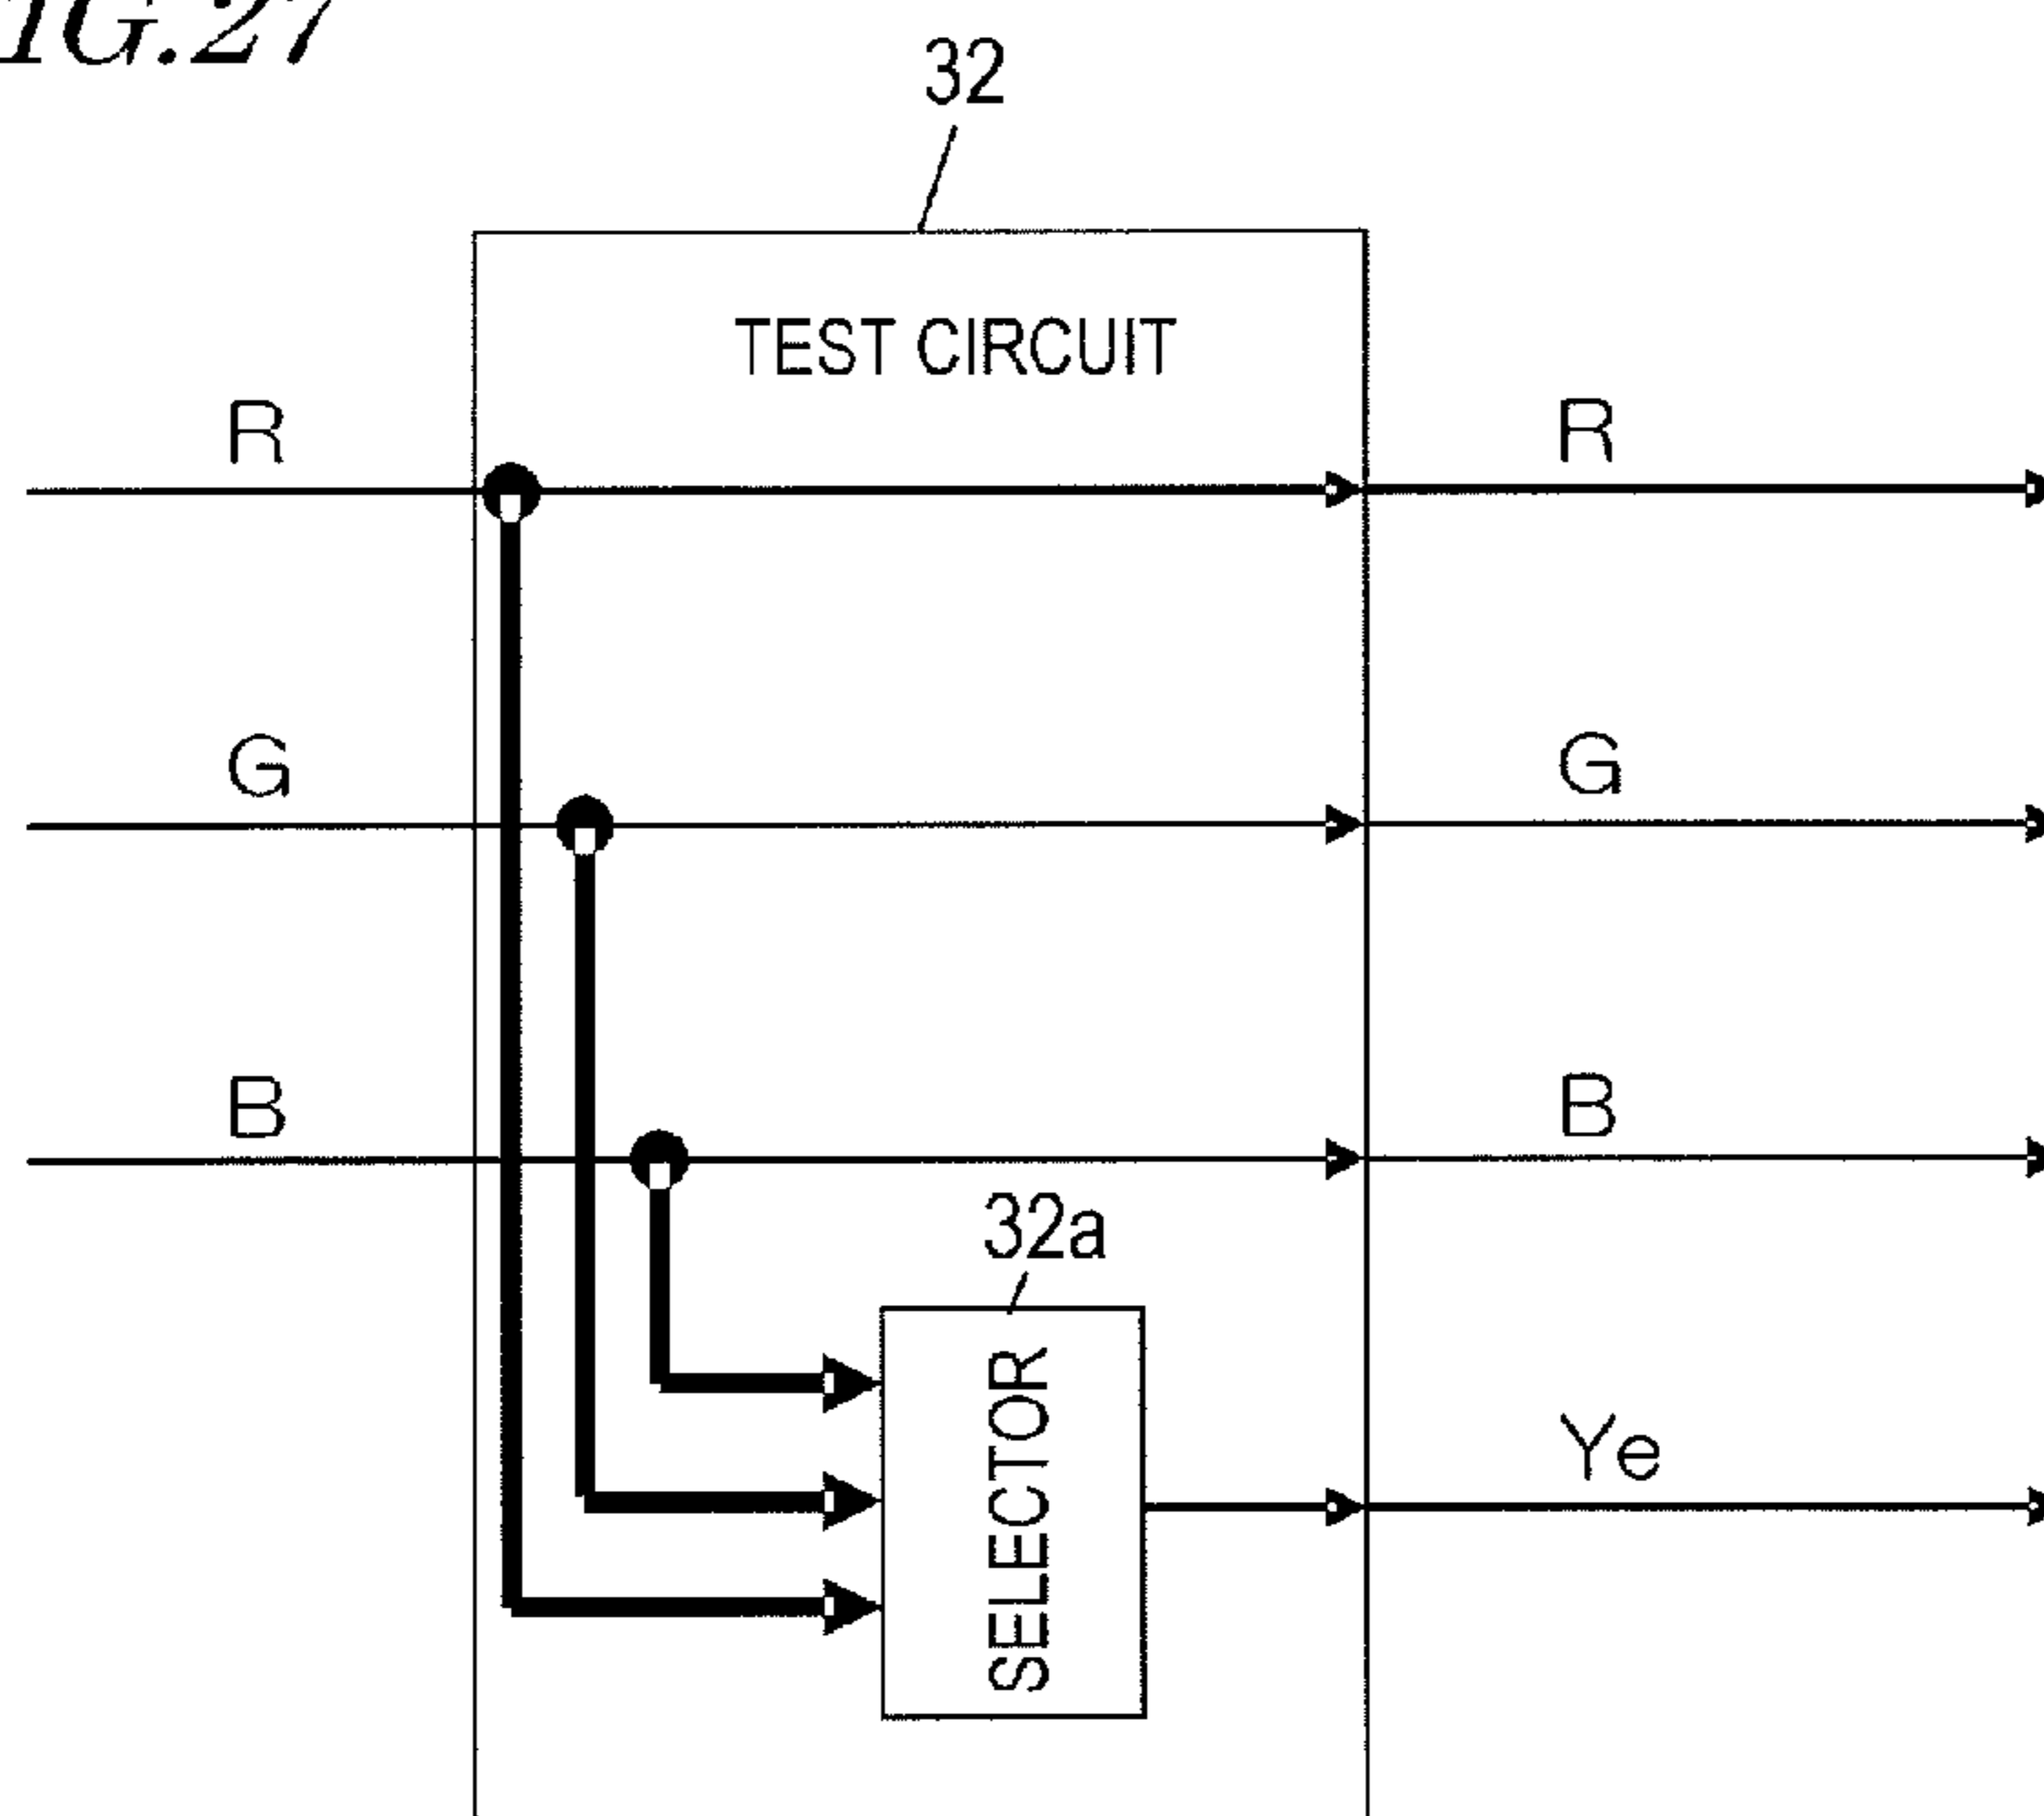 IG.27
32
TEST CIRCUIT
R R
G G
B B
32a
SELECTOR
Ye